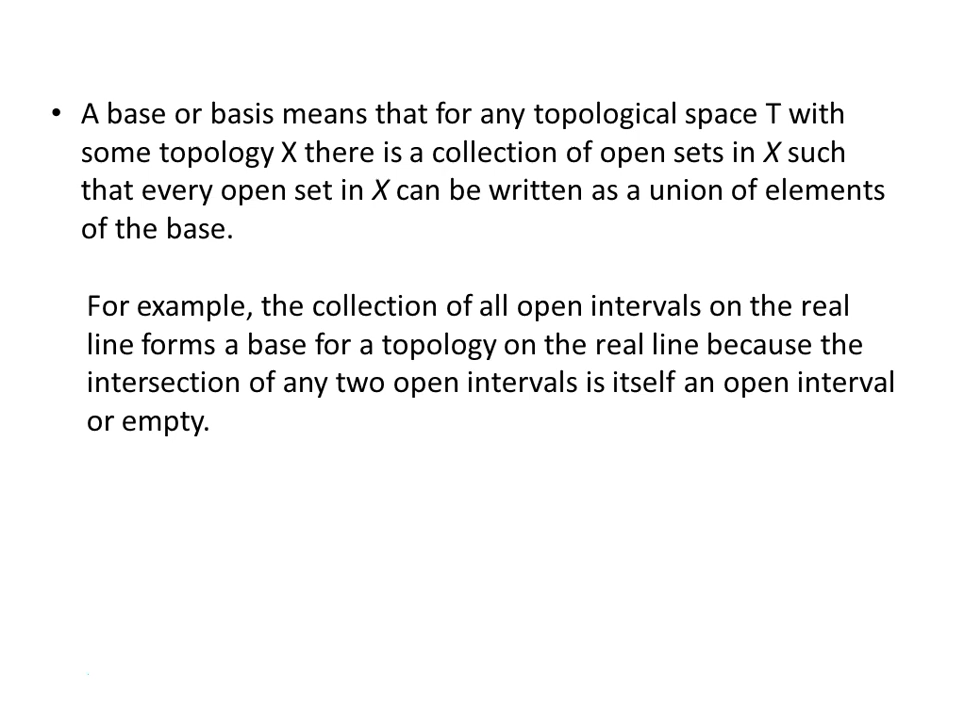 • A base or basis means that for any topological space T with
some topology X there is a collection of open sets in X such
that every open set in X can be written as a union of elements
of the base.
For example, the collection of all open intervals on the real
line forms a base for a topology on the real line because the
intersection of any two open intervals is itself an open interval
or empty.
.